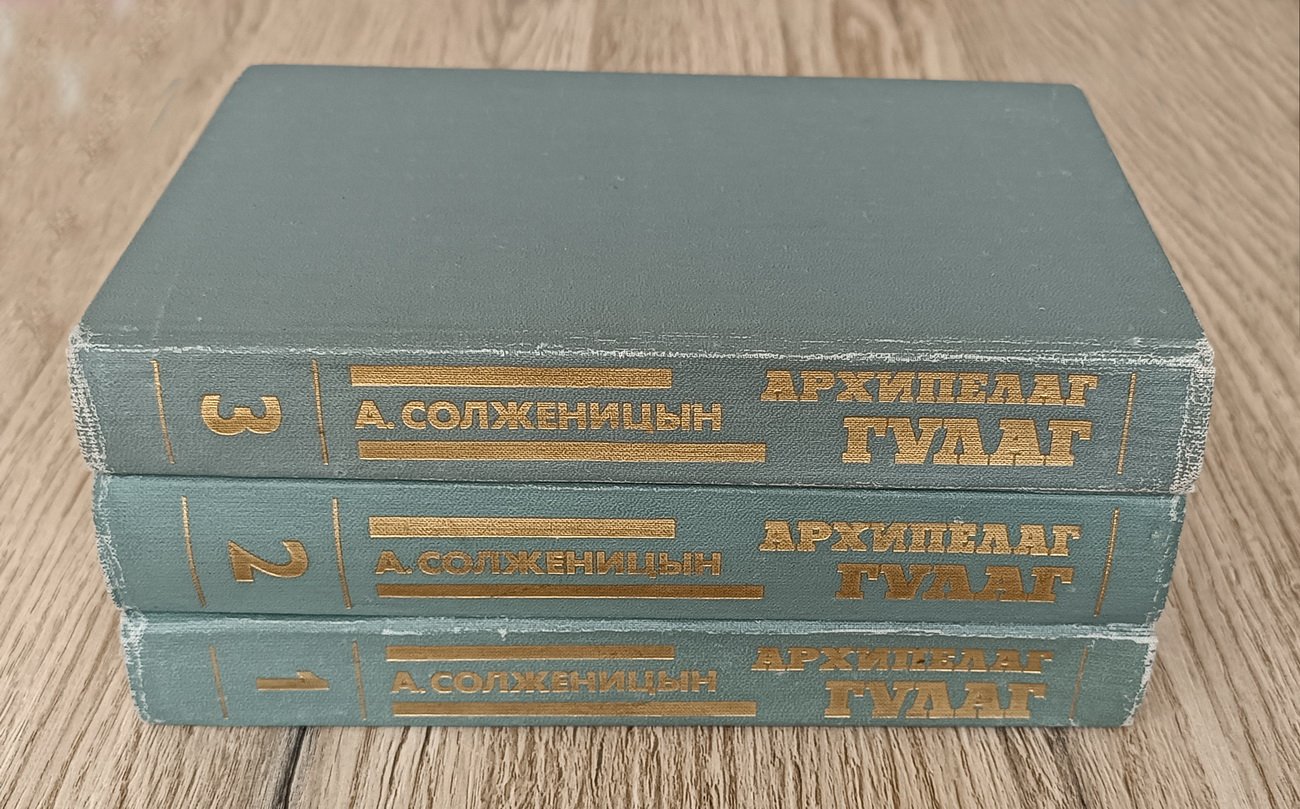 3
А. СОЛЖЕНИЦЫН
АРХИПЕЛАГ
ГУЛАГ
2
А. СОЛЖЕНИЦЫН
АРХИПЕЛАГ
ГУЛАГ
1
А. СОЛЖЕНИЦЫН
АРХИПЕЛАГ
ГУЛАГ